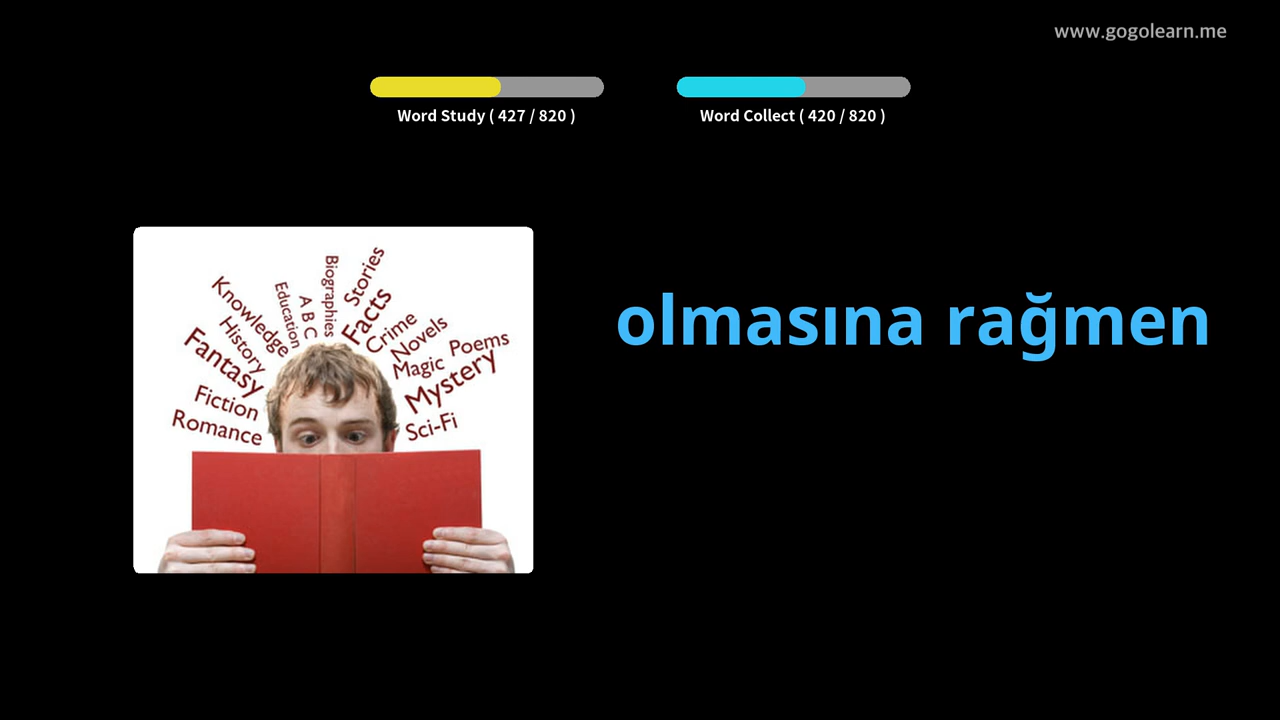 www.gogolearn.me
Word Study ( 427 / 820 )
Word Collect ( 420 / 820 )
olmasına rağmen
Knowledge
Education
A B C
Biographies
Stories
Facts
Crime
Novels
Poems
Magic
Mystery
Sci-Fi
History
Fantasy
Fiction
Romance